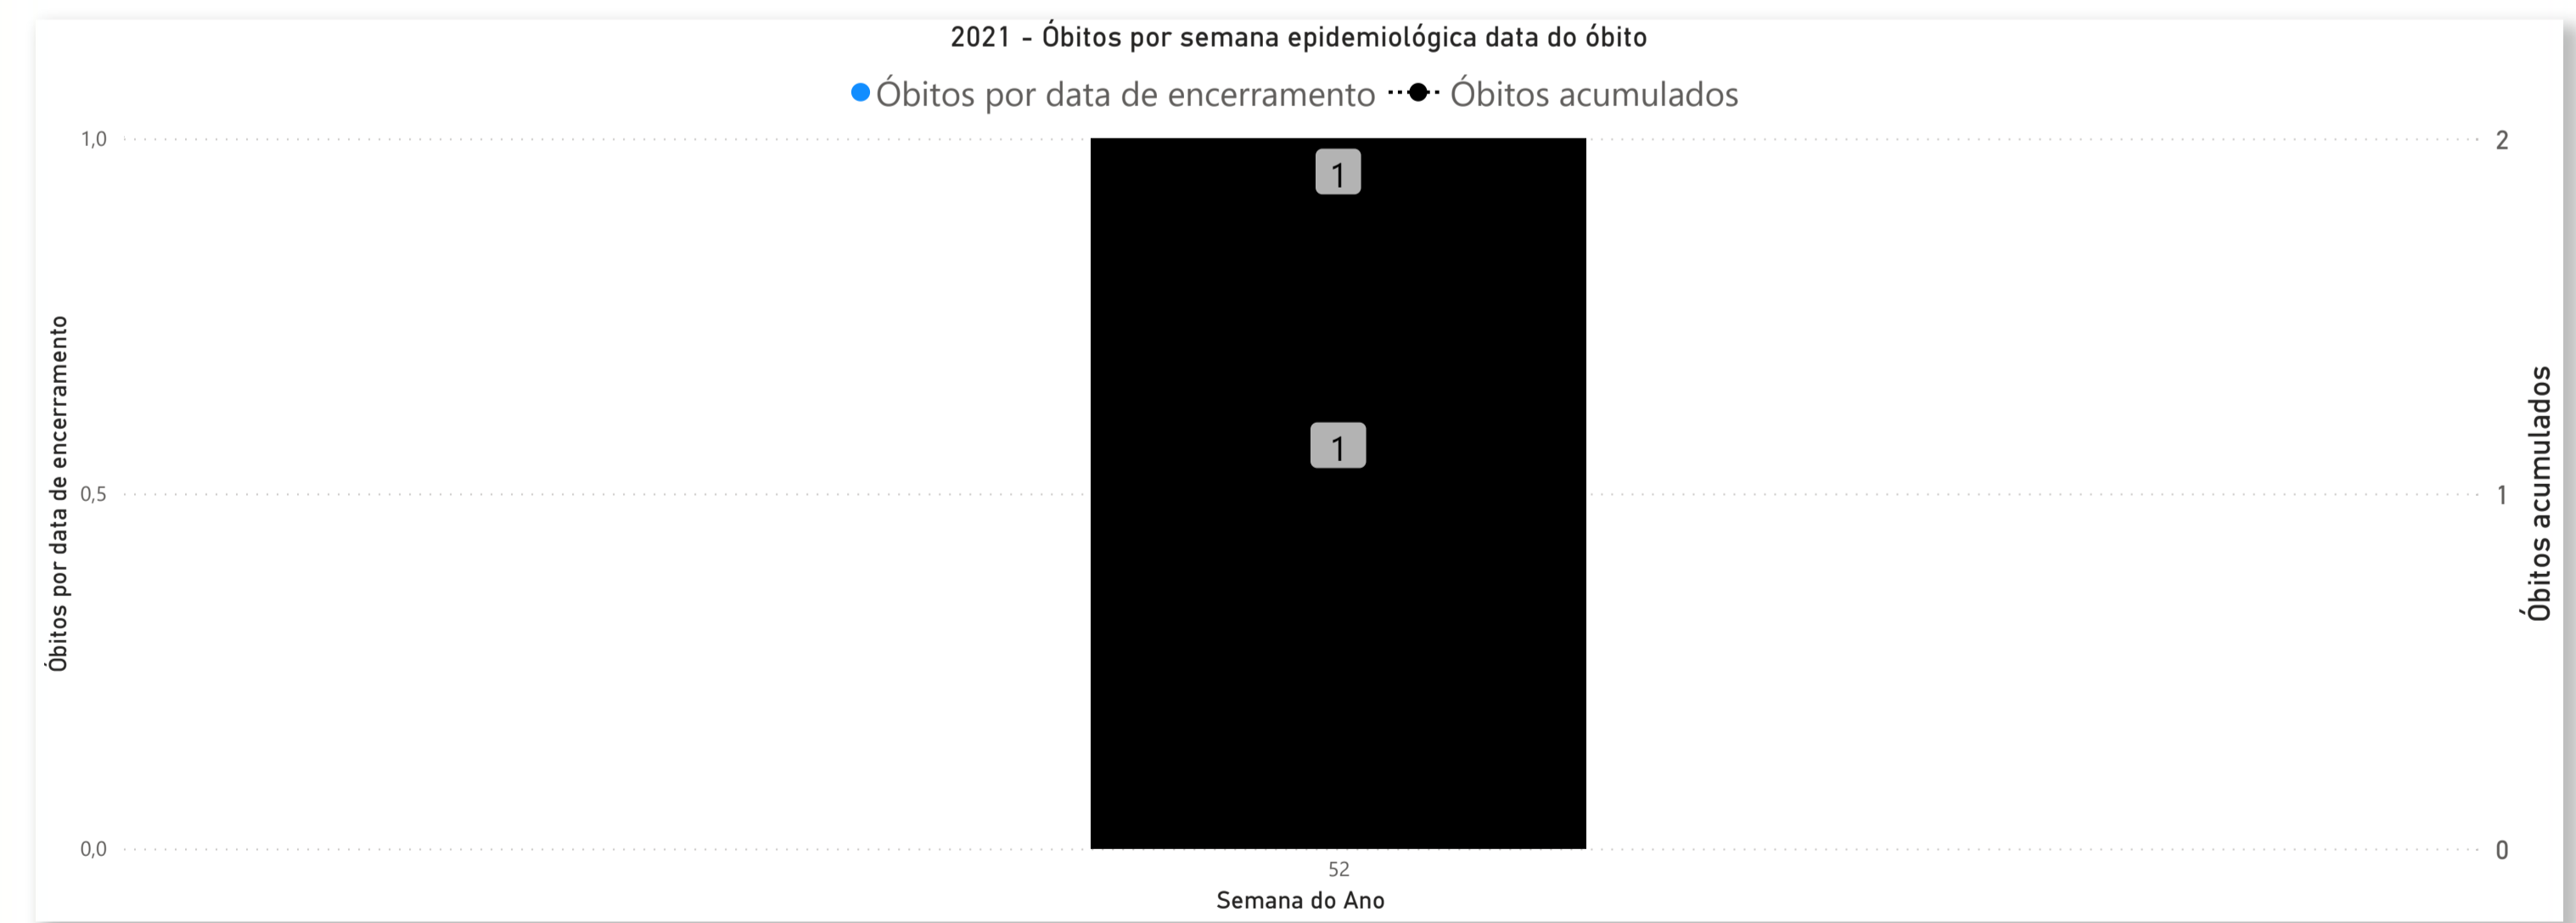 2021 - Óbitos por semana epidemiológica data do óbito
Óbitos por data de encerramento Óbitos acumulados
Óbitos por data de encerramento
1,0
0,5
0,0
1
1
2
1
0
Óbitos acumulados
52
Semana do Ano